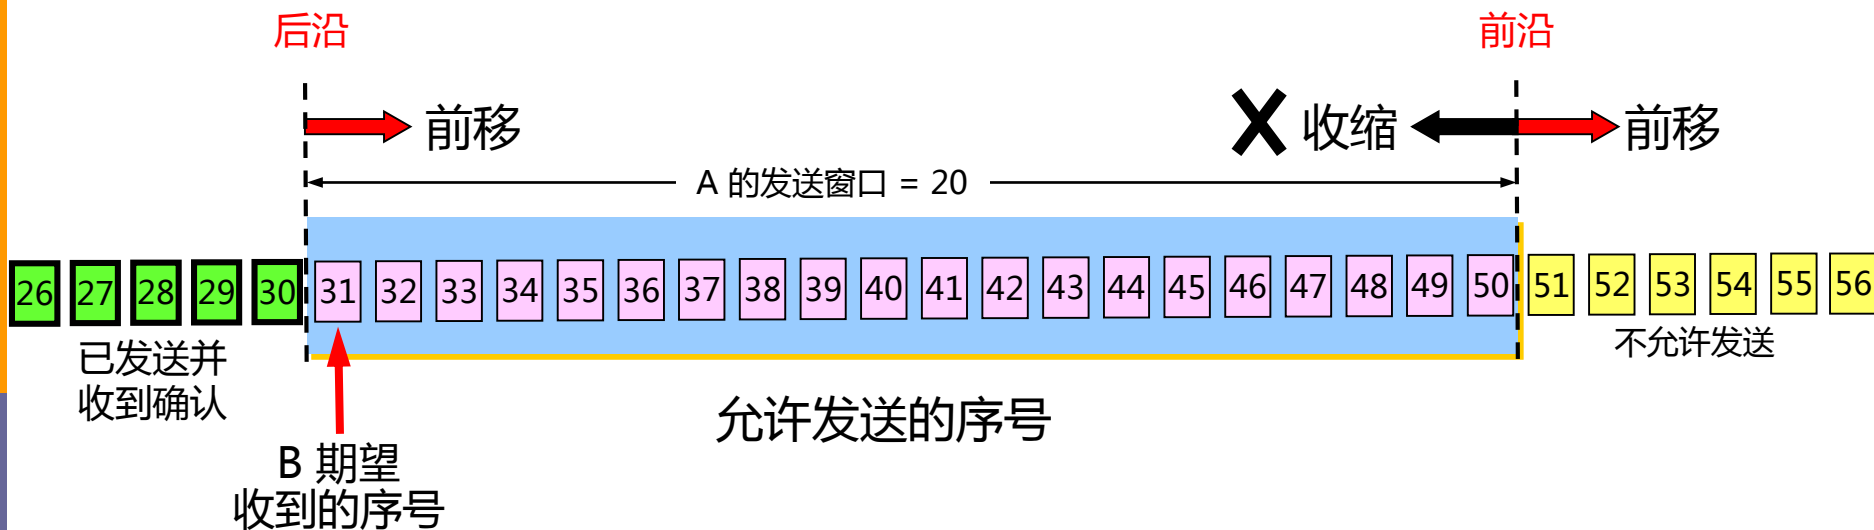 后沿 前沿
前移 收缩 前移
A 的发送窗口 = 20
26 27 28 29 30 31 32 33 34 35 36 37 38 39 40 41 42 43 44 45 46 47 48 49 50 51 52 53 54 55 56
不允许发送
已发送并
收到确认
允许发送的序号
B 期望
收到的序号